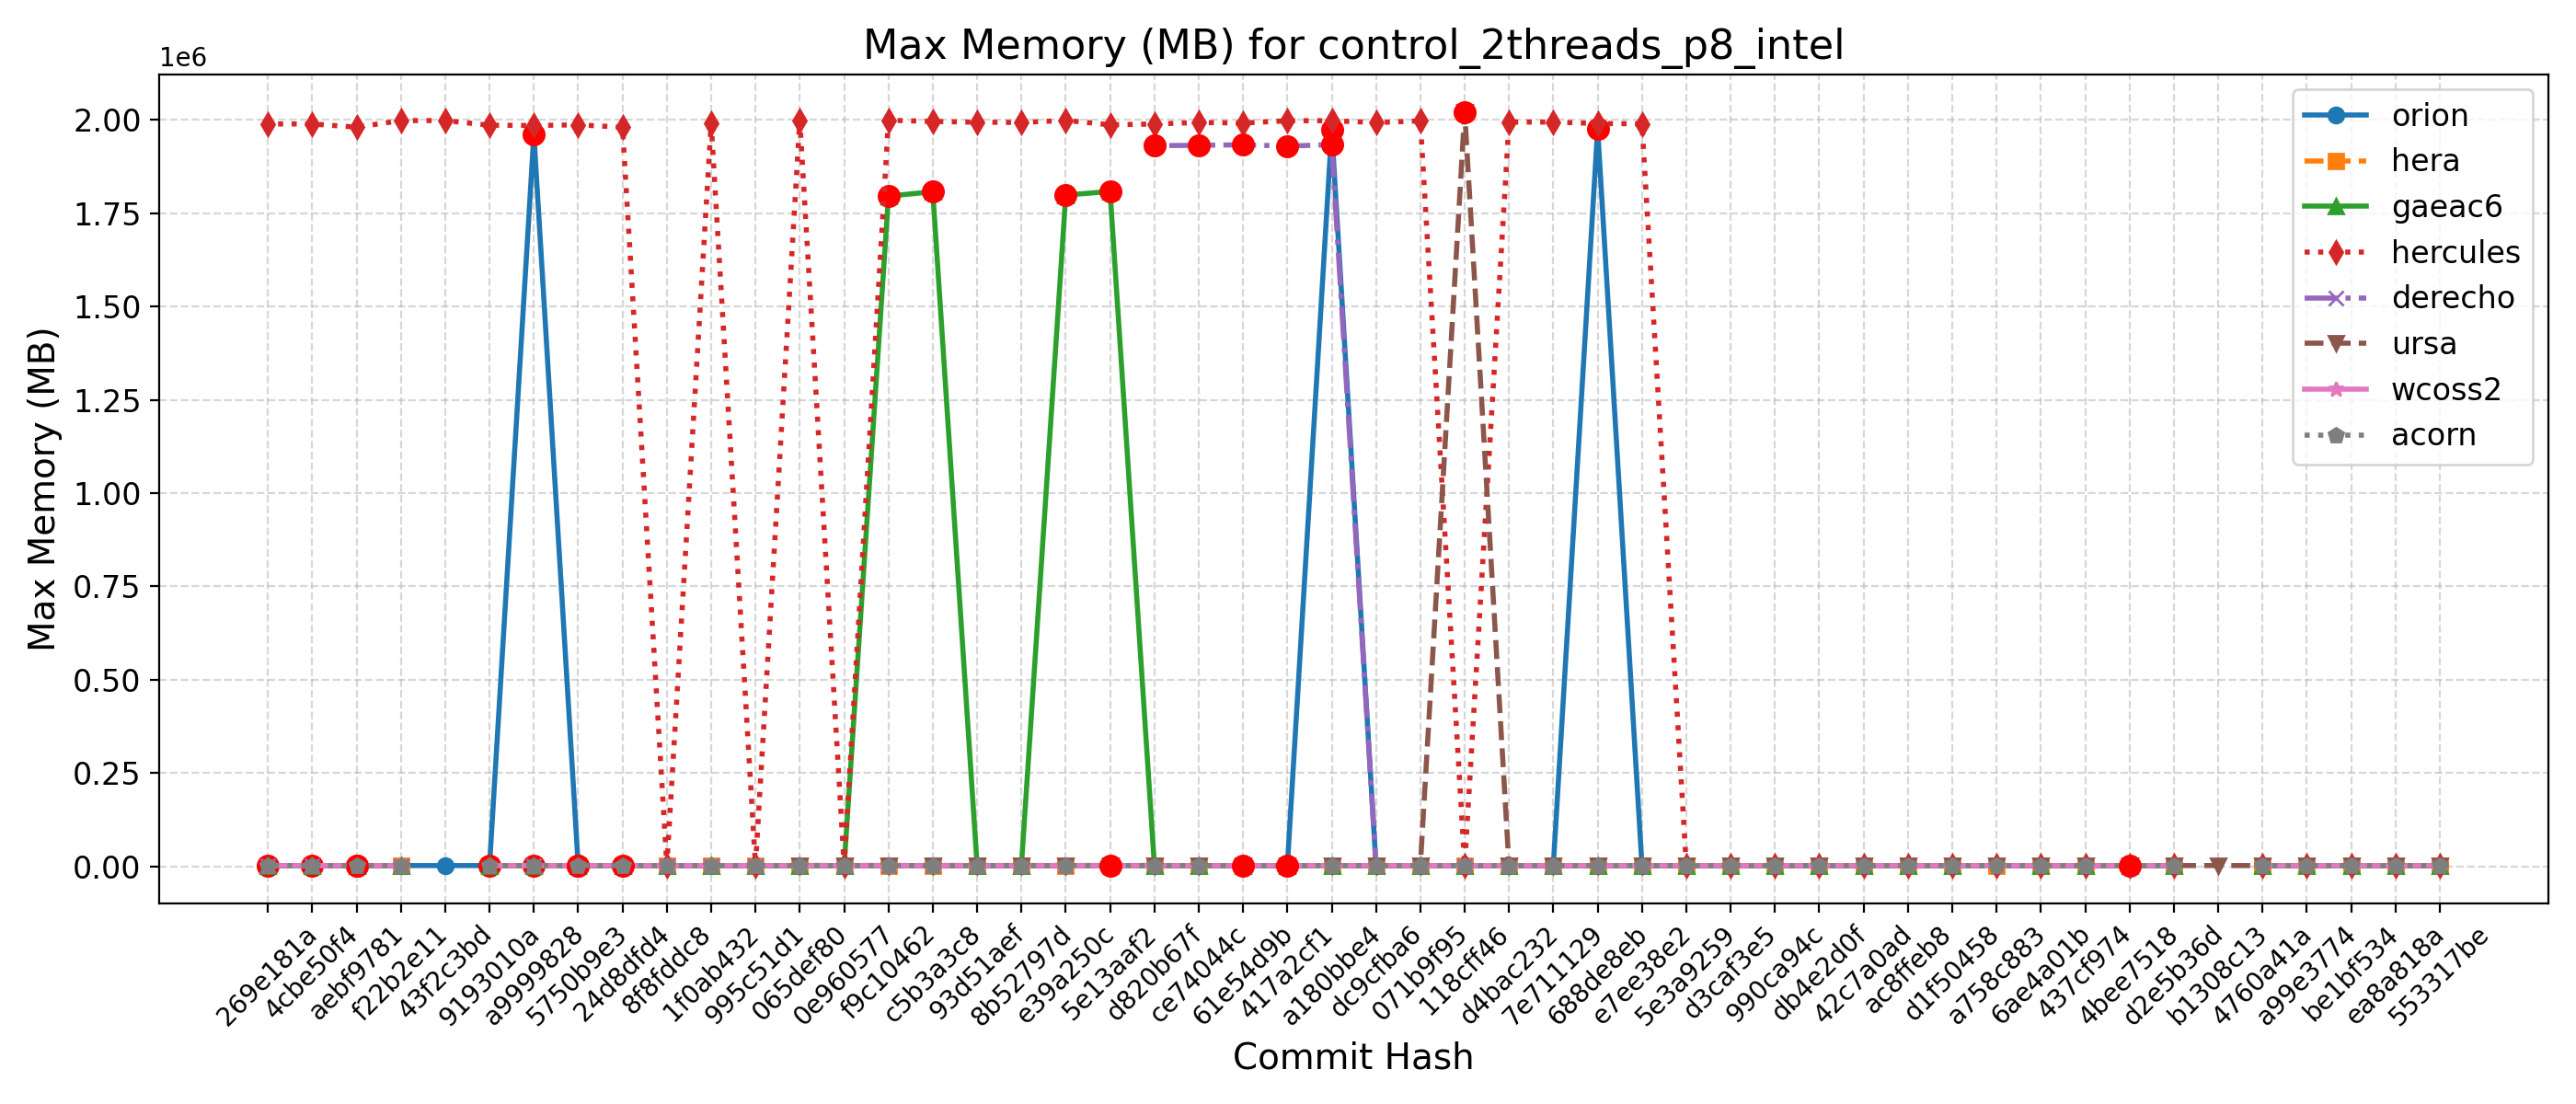 Max Memory (MB) for control_2threads_p8_intel
1e6
2.00
1.75
1.50
1.25
1.00
0.75
0.50
0.25
0.00
Max Memory (MB)
orion
hera
gaeac6
hercules
derecho
ursa
wcoss2
acorn
269e181a
4cbe50f4
aebf9781
f22b2e11
43f2c3bd
9193010a
a9999828
5750b9e3
24d8dfd4
8f8fddc8
1f0ab432
995c51d1
065def80
0e960577
f9c10462
c5b3a3c8
93d51aef
8b52797d
e39a250c
5e13aaf2
d820b67f
ce74044c
61e54d9b
417a2cf1
a180bbe4
dc9cfba6
071b9f95
118cff46
d4bac232
7e711129
688de8eb
e7ee38e2
5e3a9259
d3caf3e5
990ca94c
db4e2d0f
42c7a0ad
ac8ffeb8
d1f50458
a758c883
6ae4a01b
437cf974
4bee7518
d2e5b36d
b1308c13
4760a41a
a99e3774
be1bf534
ea8a818a
553317be
Commit Hash